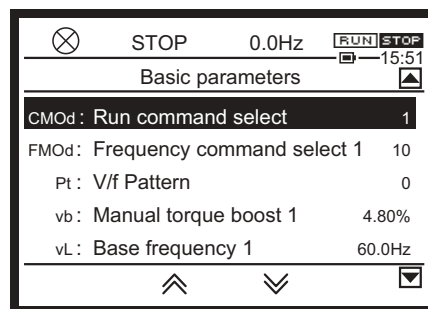 STOP 0.0Hz RUN STOP
15:51
Basic parameters
CMOd : Run command select 1
FMOd : Frequency command select 1 10
Pt : V/f Pattern 0
vb : Manual torque boost 1 4.80%
vL : Base frequency 1 60.0Hz